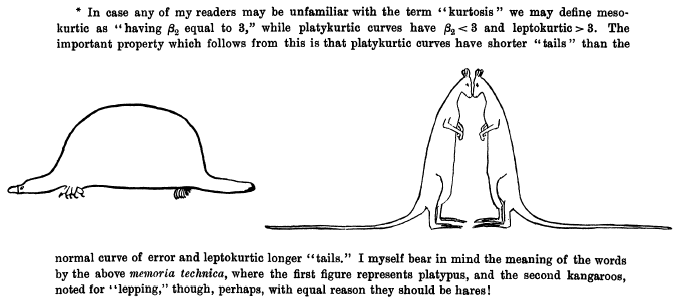 * In case any of my readers may be unfamiliar with the term "kurtosis" we may define meso-
kurtic as "having β₂ equal to 3," while platykurtic curves have β₂ < 3 and leptokurtic > 3. The
important property which follows from this is that platykurtic curves have shorter "tails" than the
normal curve of error and leptokurtic longer "tails." I myself bear in mind the meaning of the words
by the above memoria technica, where the first figure represents platypus, and the second kangaroos,
noted for "lepping," though, perhaps, with equal reason they should be hares!